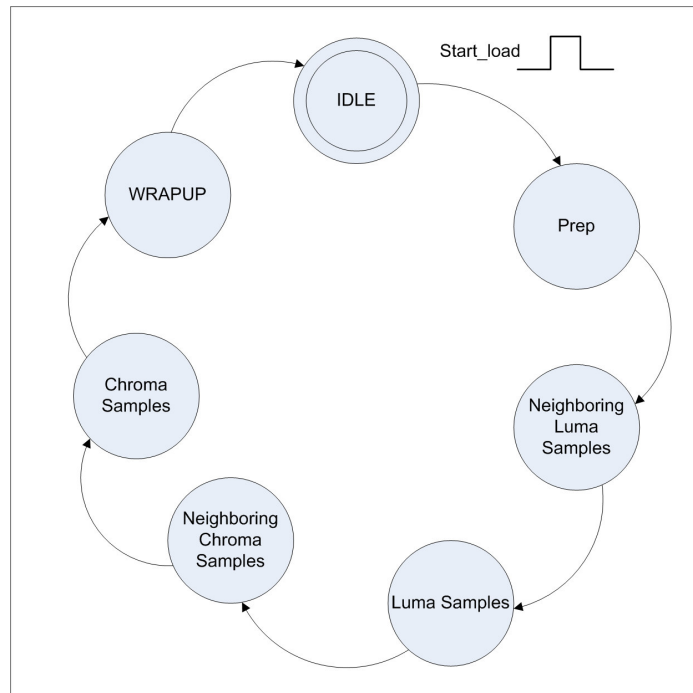 Start_load
IDLE
WRAPUP
Prep
Chroma
Samples
Neighboring
Luma
Samples
Neighboring
Chroma
Samples
Luma Samples